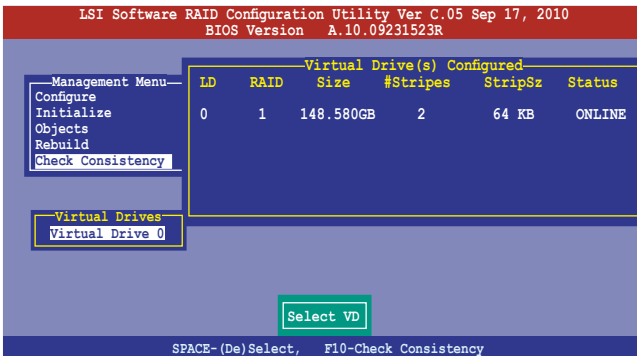 LSI Software RAID Configuration Utility Ver C.05 Sep 17, 2010
BIOS Version A.10.09231523R
Virtual Drive(s) Configured
LD RAID Size #Stripes StripSz Status
0 1 148.580GB 2 64 KB ONLINE
Management Menu
Configure
Initialize
Objects
Rebuild
Check Consistency
Virtual Drives
Virtual Drive 0
Select VD
SPACE-(De)Select, F10-Check Consistency